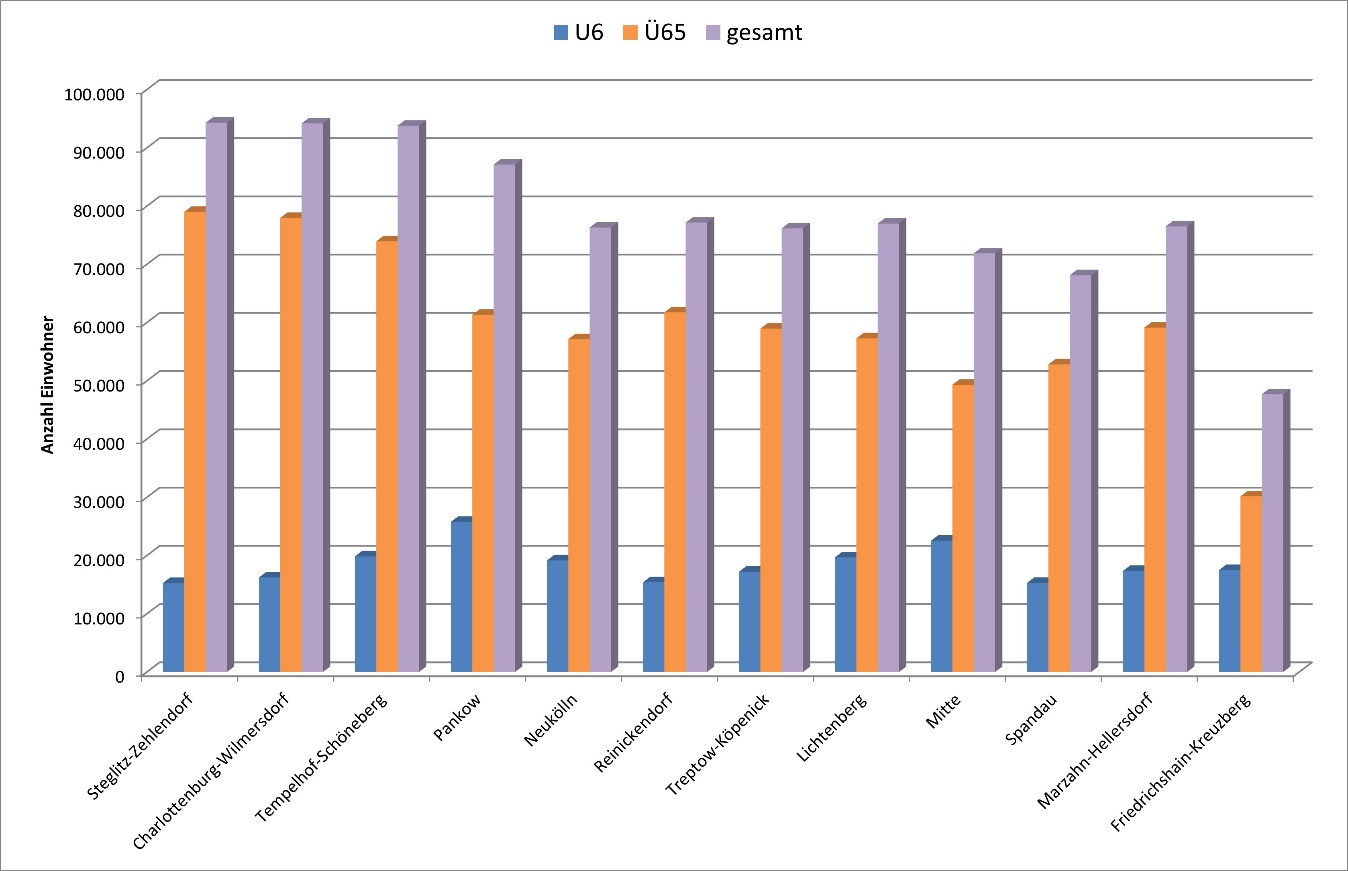 U6 Ü65 gesamt
Anzahl Einwohner
100.000
90.000
80.000
70.000
60.000
50.000
40.000
30.000
20.000
10.000
0
Steglitz-Zehlendorf
Charlottenburg-Wilmersdorf
Tempelhof-Schöneberg
Pankow
Neukölln
Reinickendorf
Treptow-Köpenick
Lichtenberg
Mitte
Spandau
Marzahn-Hellersdorf
Friedrichshain-Kreuzberg